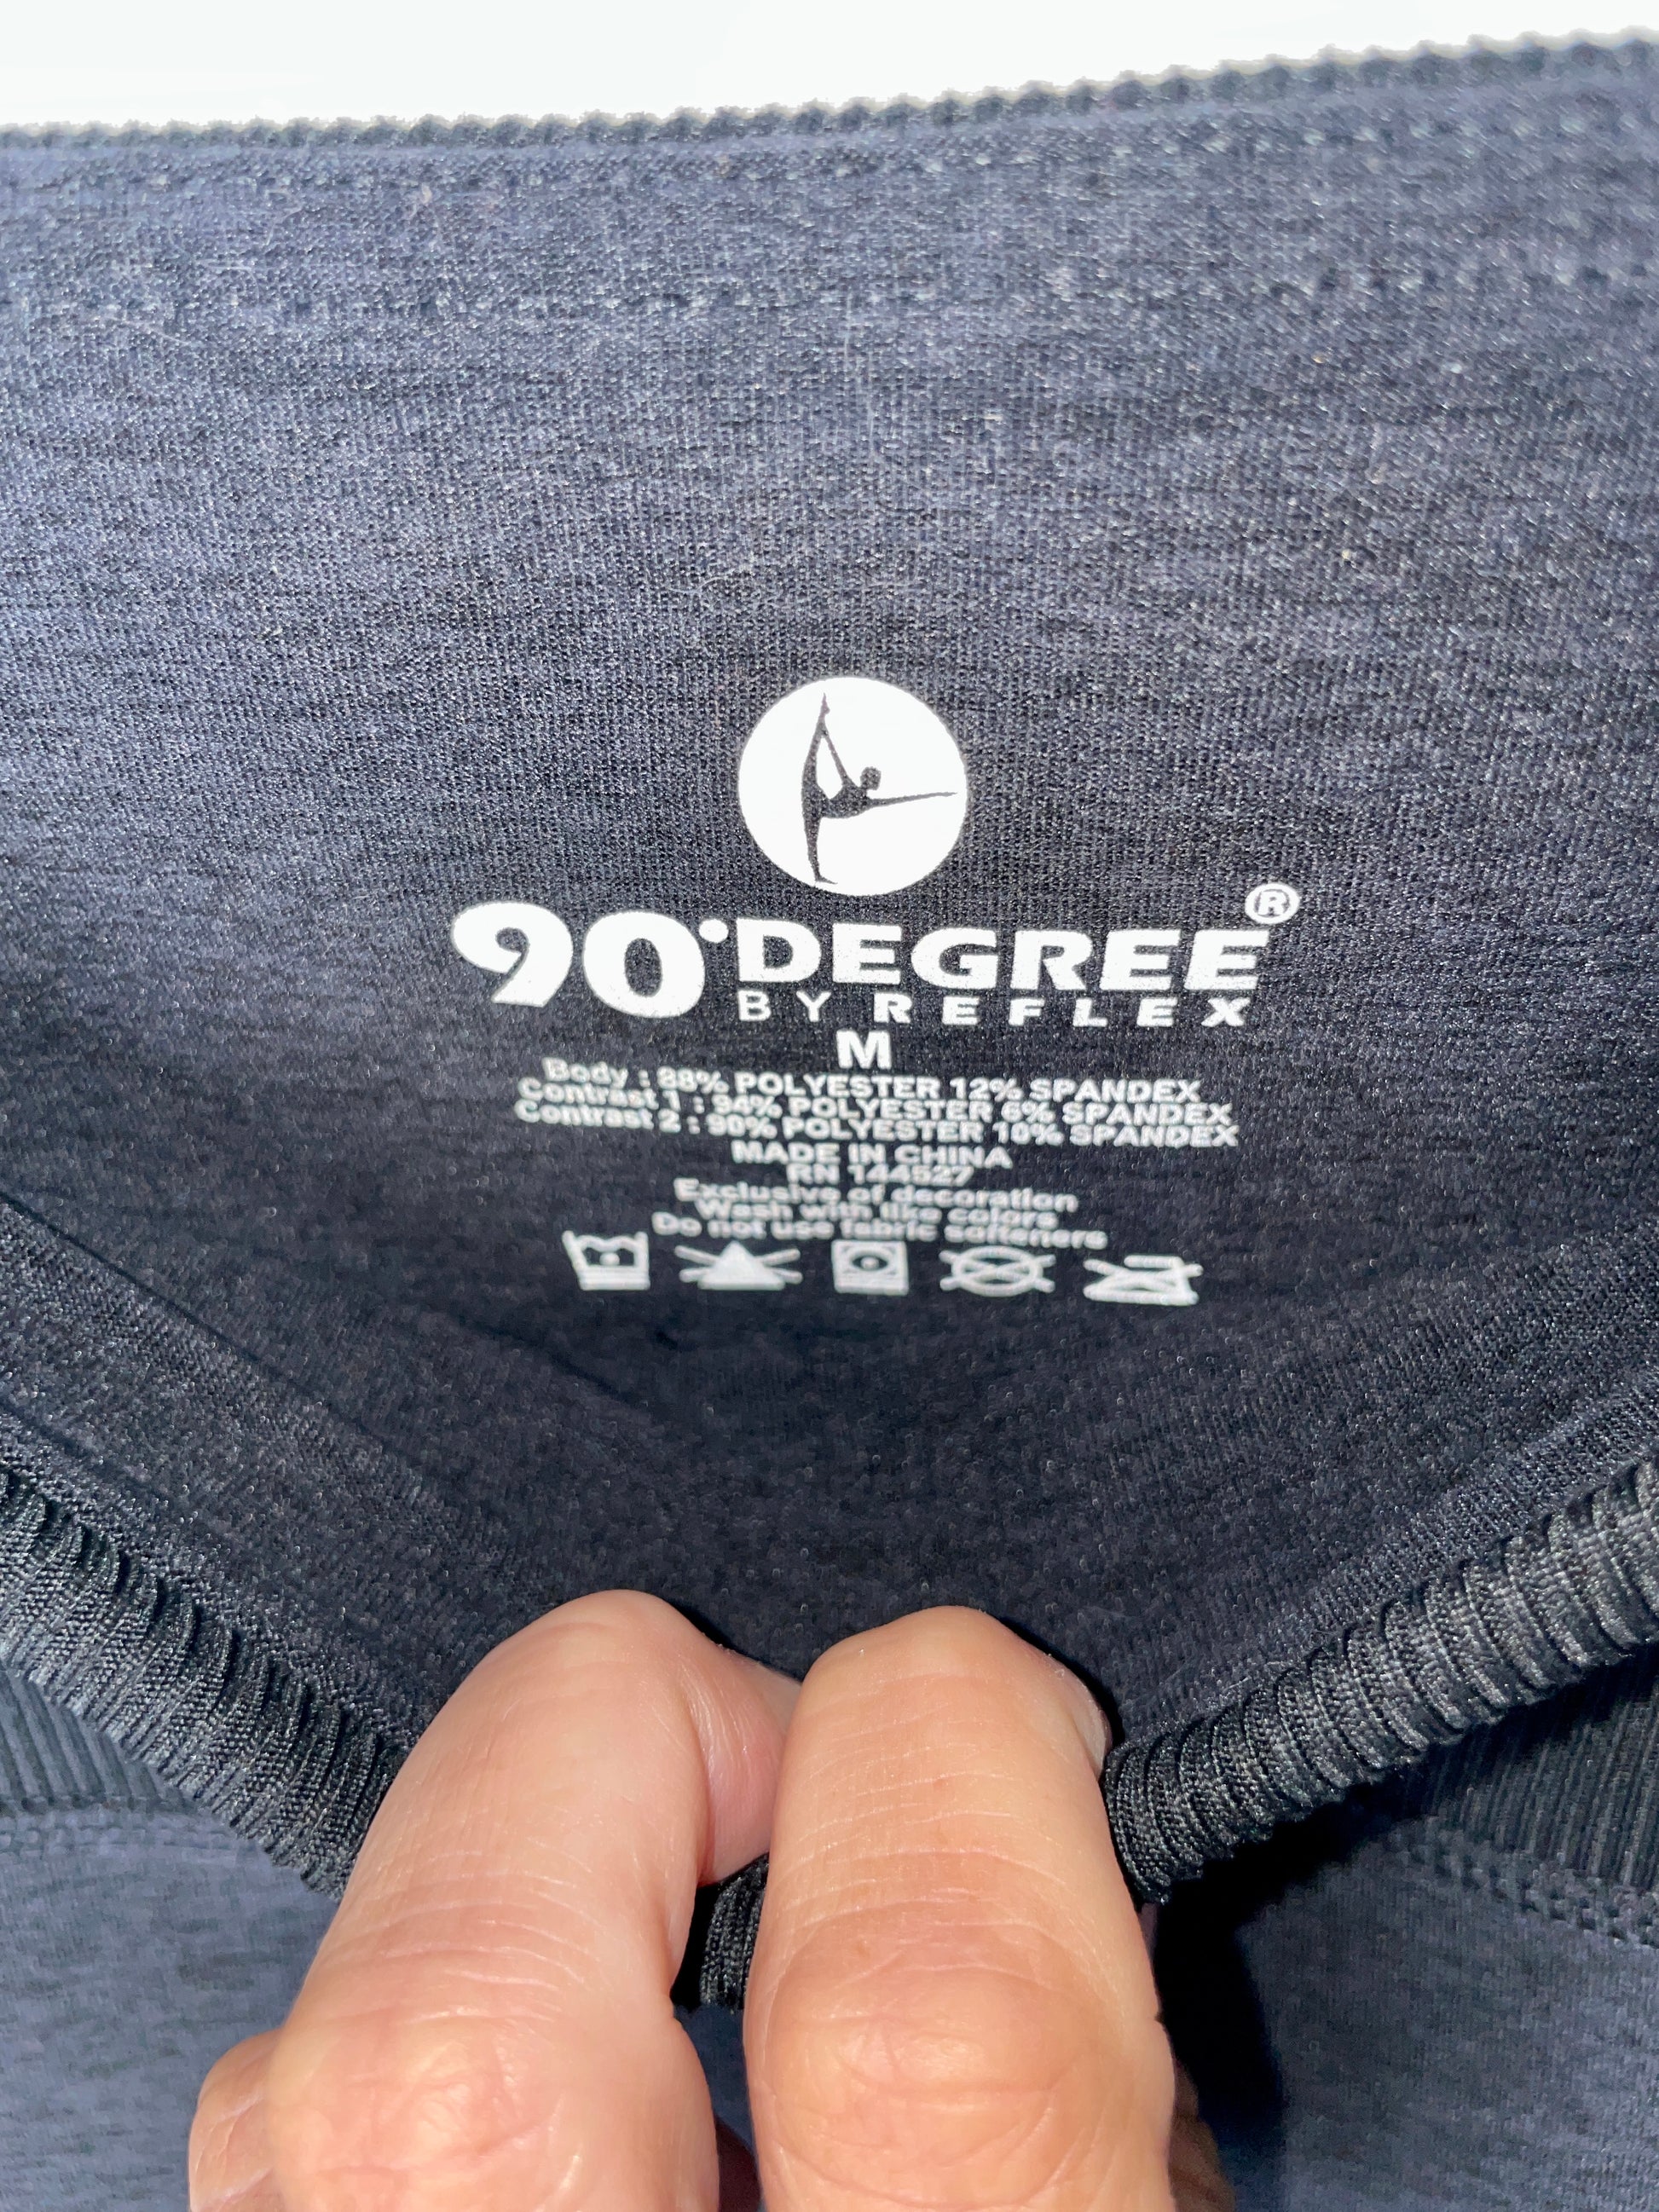 90°DEGREE®
BY REFLEX
M
Body : 88% POLYESTER 12% SPANDEX
Contrast 1 : 94% POLYESTER 6% SPANDEX
Contrast 2 : 90% POLYESTER 10% SPANDEX
MADE IN CHINA
RN 144527
Exclusive of decoration
Wash with like colors
Do not use fabric softeners